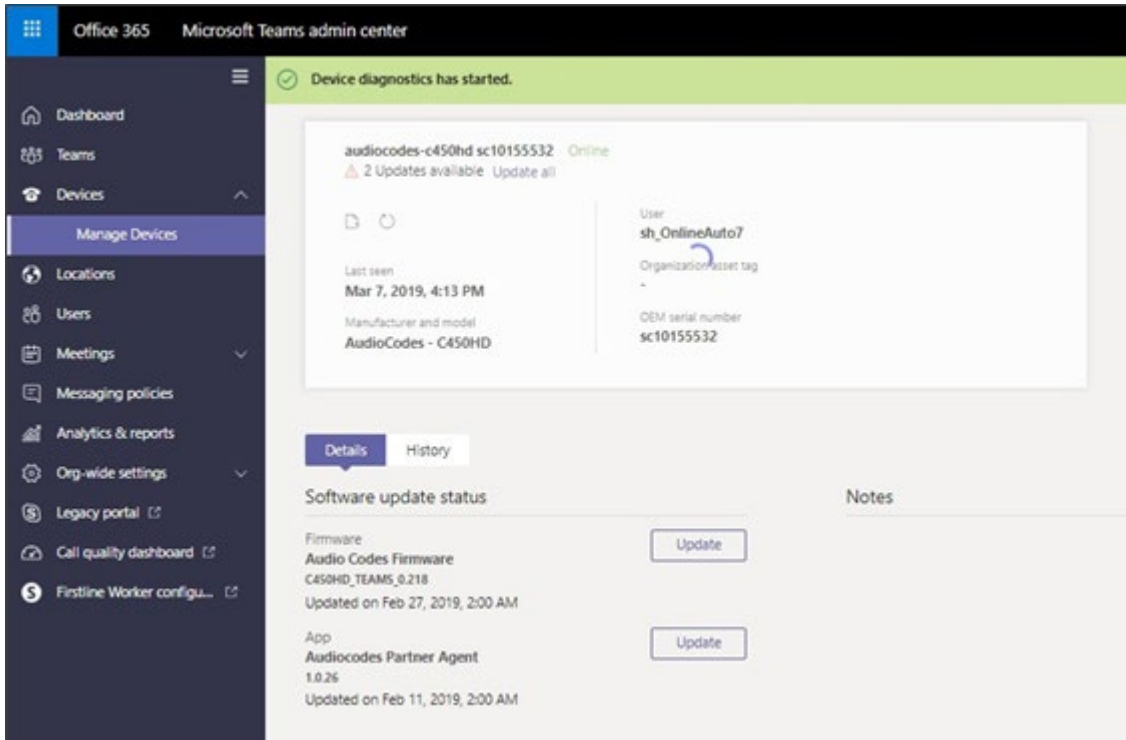 Office 365 Microsoft Teams admin center
Device diagnostics has started.
Dashboard
Teams
Devices
Manage Devices
Locations
Users
Meetings
Messaging policies
Analytics & reports
Org-wide settings
Legacy portal
Call quality dashboard
Firstline Worker configu...
audiocodes-c450hd sc10155532 Online
2 Updates available Update all
Last seen
Mar 7, 2019, 4:13 PM
Manufacturer and model
AudioCodes - C450HD
User
sh_OnlineAuto7
Organization asset tag
-
OEM serial number
sc10155532
Details History
Software update status
Firmware
Audio Codes Firmware
C450HD_TEAMS_0.218
Updated on Feb 27, 2019, 2:00 AM
Update
App
Audiocodes Partner Agent
1.0.26
Updated on Feb 11, 2019, 2:00 AM
Update
Notes